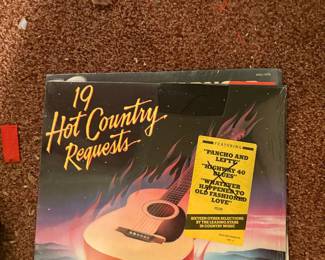 19
Hot Country
Requests
FEATURING
"PANCHO AND
LEFTY"
"HIGHWAY 40
BLUES"
"WHATEVER
HAPPENED TO
OLD FASHIONED
LOVE"
PLUS
SIXTEEN OTHER SELECTIONS
BY THE LEADING STARS
IN COUNTRY MUSIC